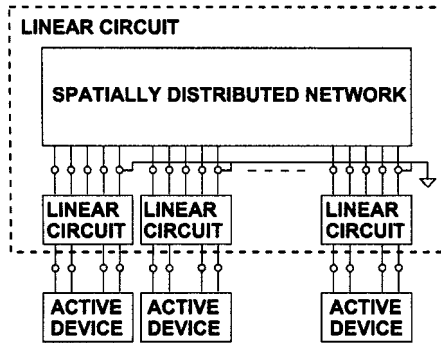 LINEAR CIRCUIT
SPATIALLY DISTRIBUTED NETWORK
LINEAR CIRCUIT
LINEAR CIRCUIT
LINEAR CIRCUIT
ACTIVE DEVICE
ACTIVE DEVICE
ACTIVE DEVICE